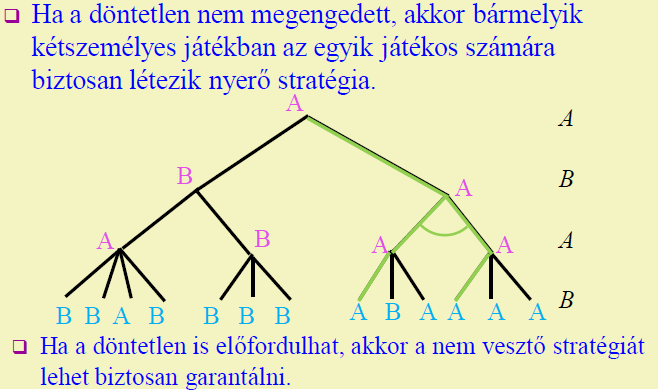 Ha a döntetlen nem megengedett, akkor bármelyik
kétszemélyes játékban az egyik játékos számára
biztosan létezik nyerő stratégia.
A A
B A B
A B A A A
B B A B B B B A B A A A A B
Ha a döntetlen is előfordulhat, akkor a nem vesztő stratégiát
lehet biztosan garantálni.